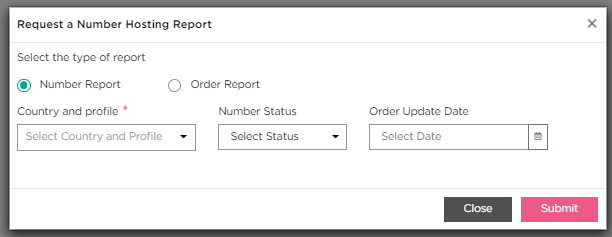 Request a Number Hosting Report ×
Select the type of report
Number Report Order Report
Country and profile * Number Status Order Update Date
Select Country and Profile Select Status Select Date
Close Submit